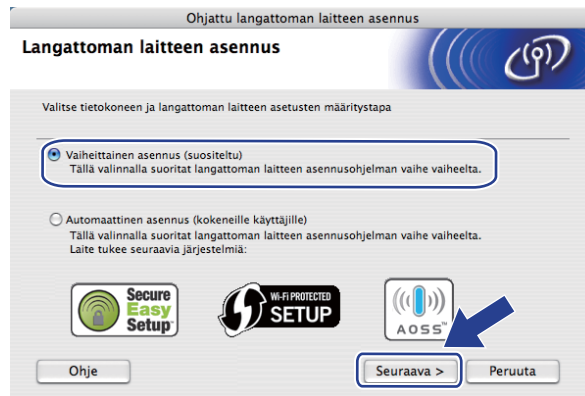 Ohjattu langattoman laitteen asennus
Langattoman laitteen asennus
Valitse tietokoneen ja langattoman laitteen asetusten määritystapa
Vaiheittainen asennus (suositeltu)
Tällä valinnalla suoritat langattoman laitteen asennusohjelman vaihe vaiheelta.
Automaattinen asennus (kokeneille käyttäjille)
Tällä valinnalla suoritat langattoman laitteen asennusohjelman vaihe vaiheelta.
Laite tukee seuraavia järjestelmiä:
Secure
Easy
Setup™
WI-FI PROTECTED
SETUP
AOSS™
Ohje
Seuraava >
Peruuta